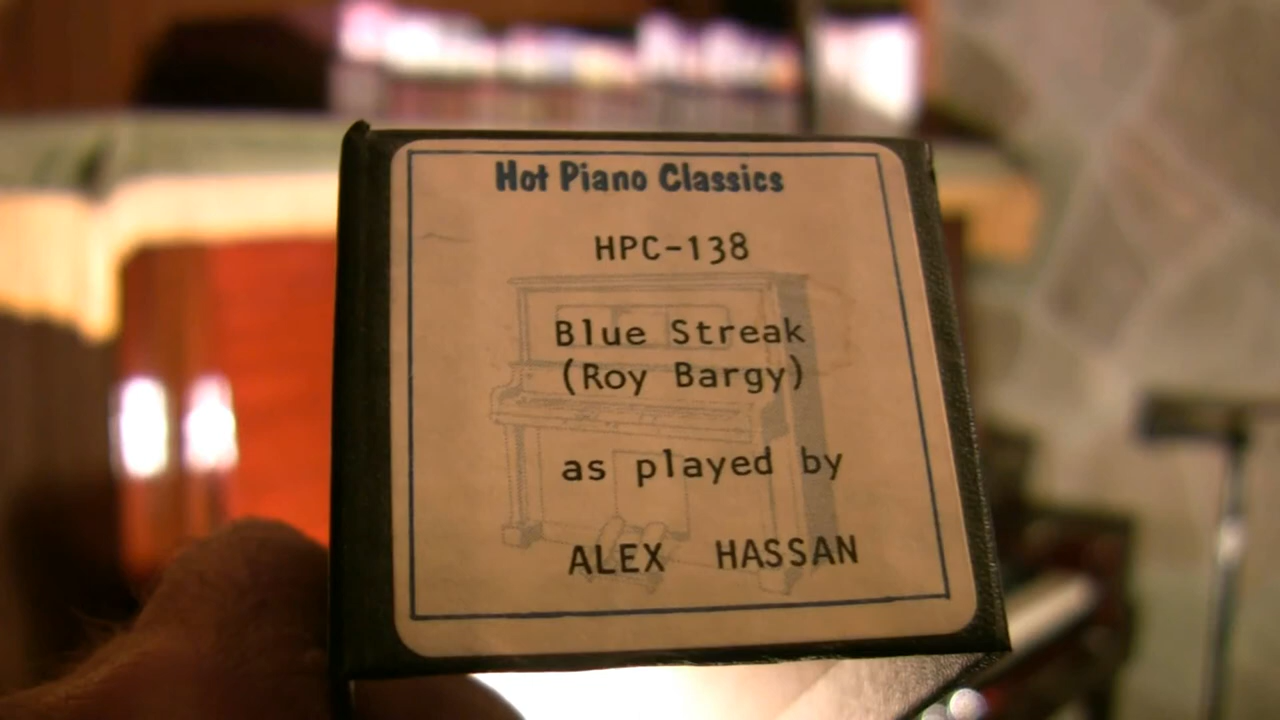 Hot Piano Classics
HPC-138
Blue Streak
(Roy Bargy)
as played by
ALEX HASSAN